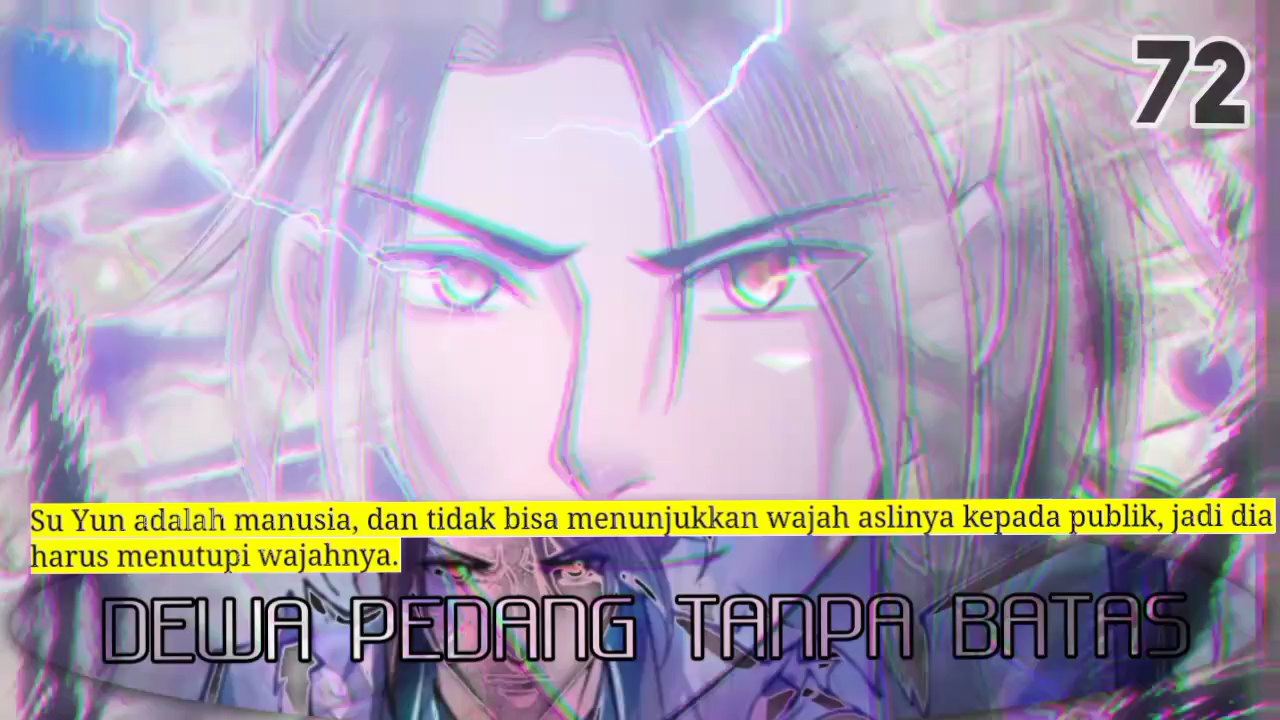 72
Su Yun adalah manusia, dan tidak bisa menunjukkan wajah aslinya kepada publik, jadi dia
harus menutupi wajahnya.
DEWA PEDANG TANPA BATAS